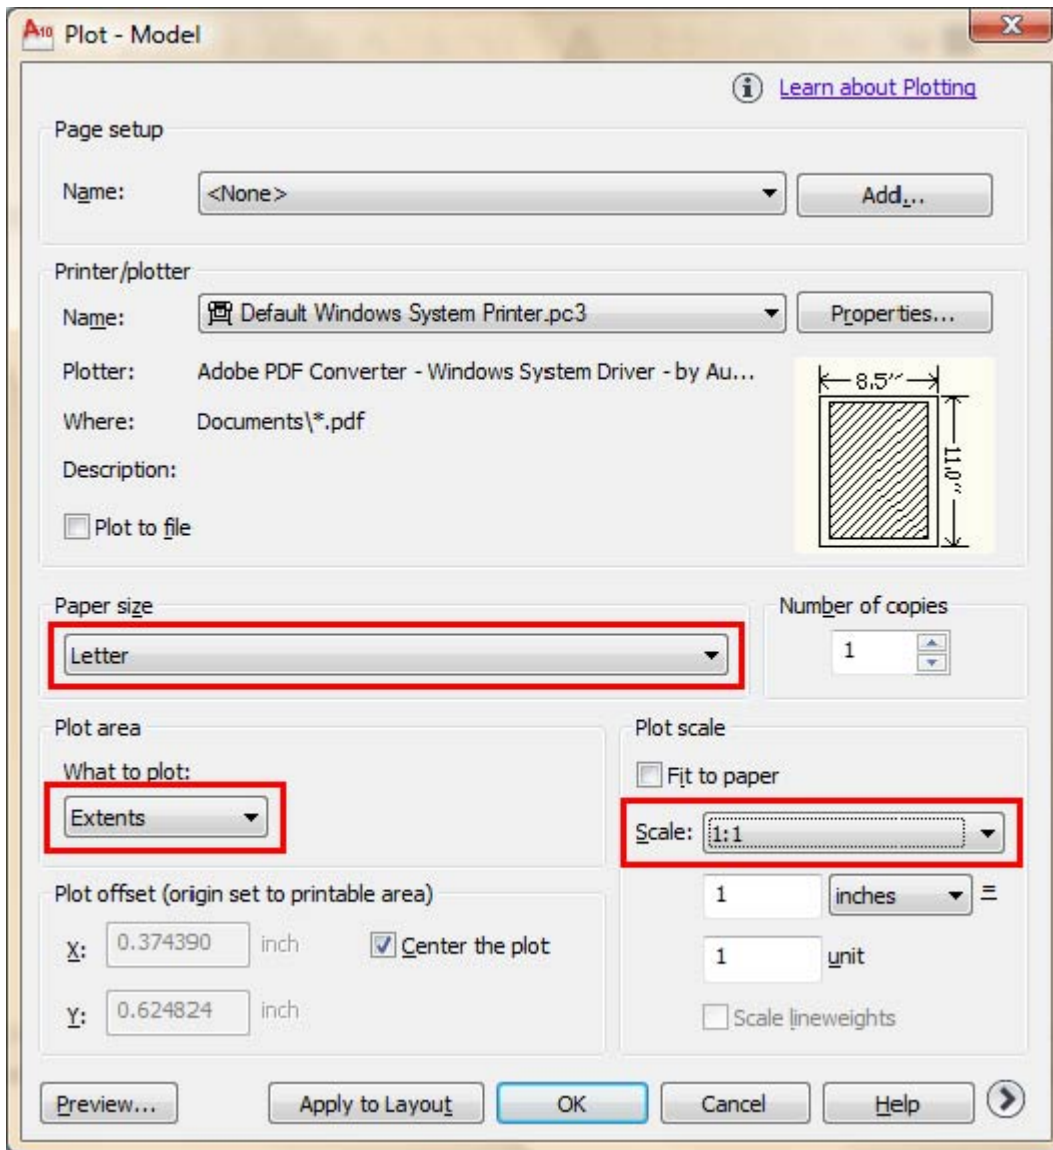 A10 Plot - Model
Learn about Plotting
Page setup
Name: <None> Add...
Printer/plotter
Name: Default Windows System Printer.pc3 Properties...
Plotter: Adobe PDF Converter - Windows System Driver - by Au...
Where: Documents\*.pdf
Description:
Plot to file
8.5″
11.0″
Paper size
Letter
Number of copies
1
Plot area
What to plot:
Extents
Plot scale
Fit to paper
Scale: 1:1
1 inches =
1 unit
Scale lineweights
Plot offset (origin set to printable area)
X: 0.374390 inch Center the plot
Y: 0.624824 inch
Preview... Apply to Layout OK Cancel Help